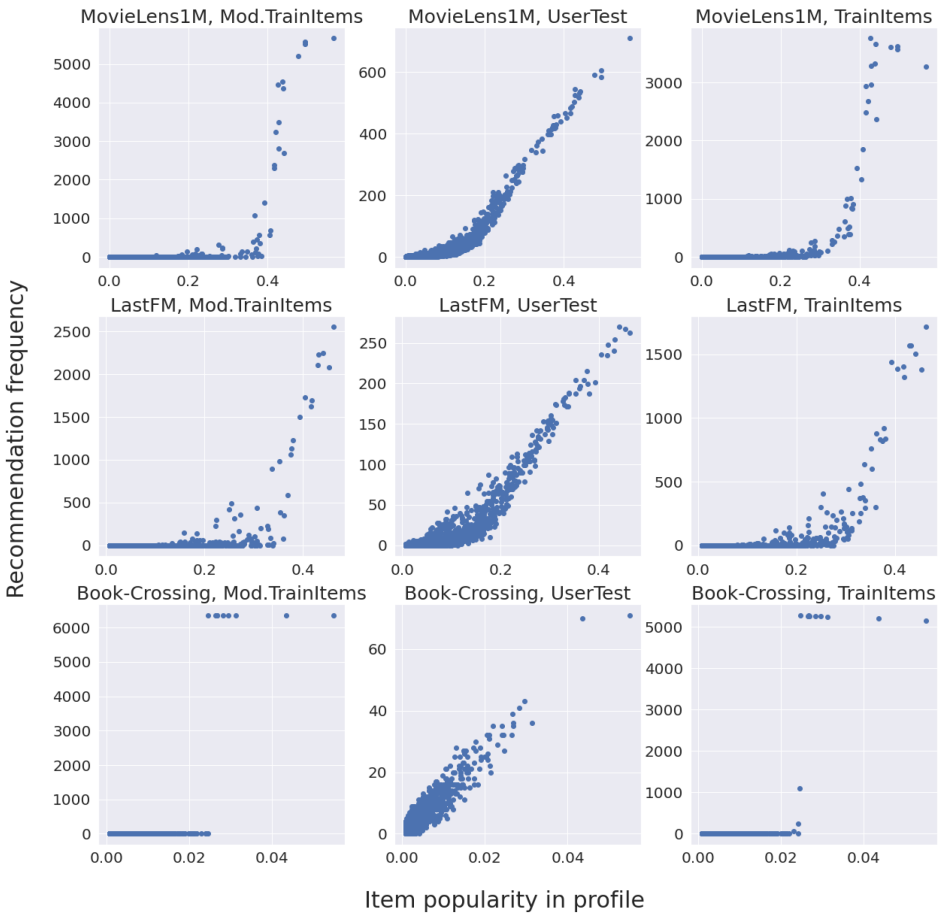 MovieLens1M, Mod.TrainItems
MovieLens1M, UserTest
MovieLens1M, TrainItems
5000
4000
3000
2000
1000
0
0.0 0.2 0.4
600
400
200
0
0.0 0.2 0.4
3000
2000
1000
0
0.0 0.2 0.4
Recommendation frequency
LastFM, Mod.TrainItems
LastFM, UserTest
LastFM, TrainItems
2500
2000
1500
1000
500
0
0.0 0.2 0.4
250
200
150
100
50
0
0.0 0.2 0.4
1500
1000
500
0
0.0 0.2 0.4
Book-Crossing, Mod.TrainItems
Book-Crossing, UserTest
Book-Crossing, TrainItems
6000
5000
4000
3000
2000
1000
0
0.00 0.02 0.04
60
40
20
0
0.00 0.02 0.04
5000
4000
3000
2000
1000
0
0.00 0.02 0.04
Item popularity in profile